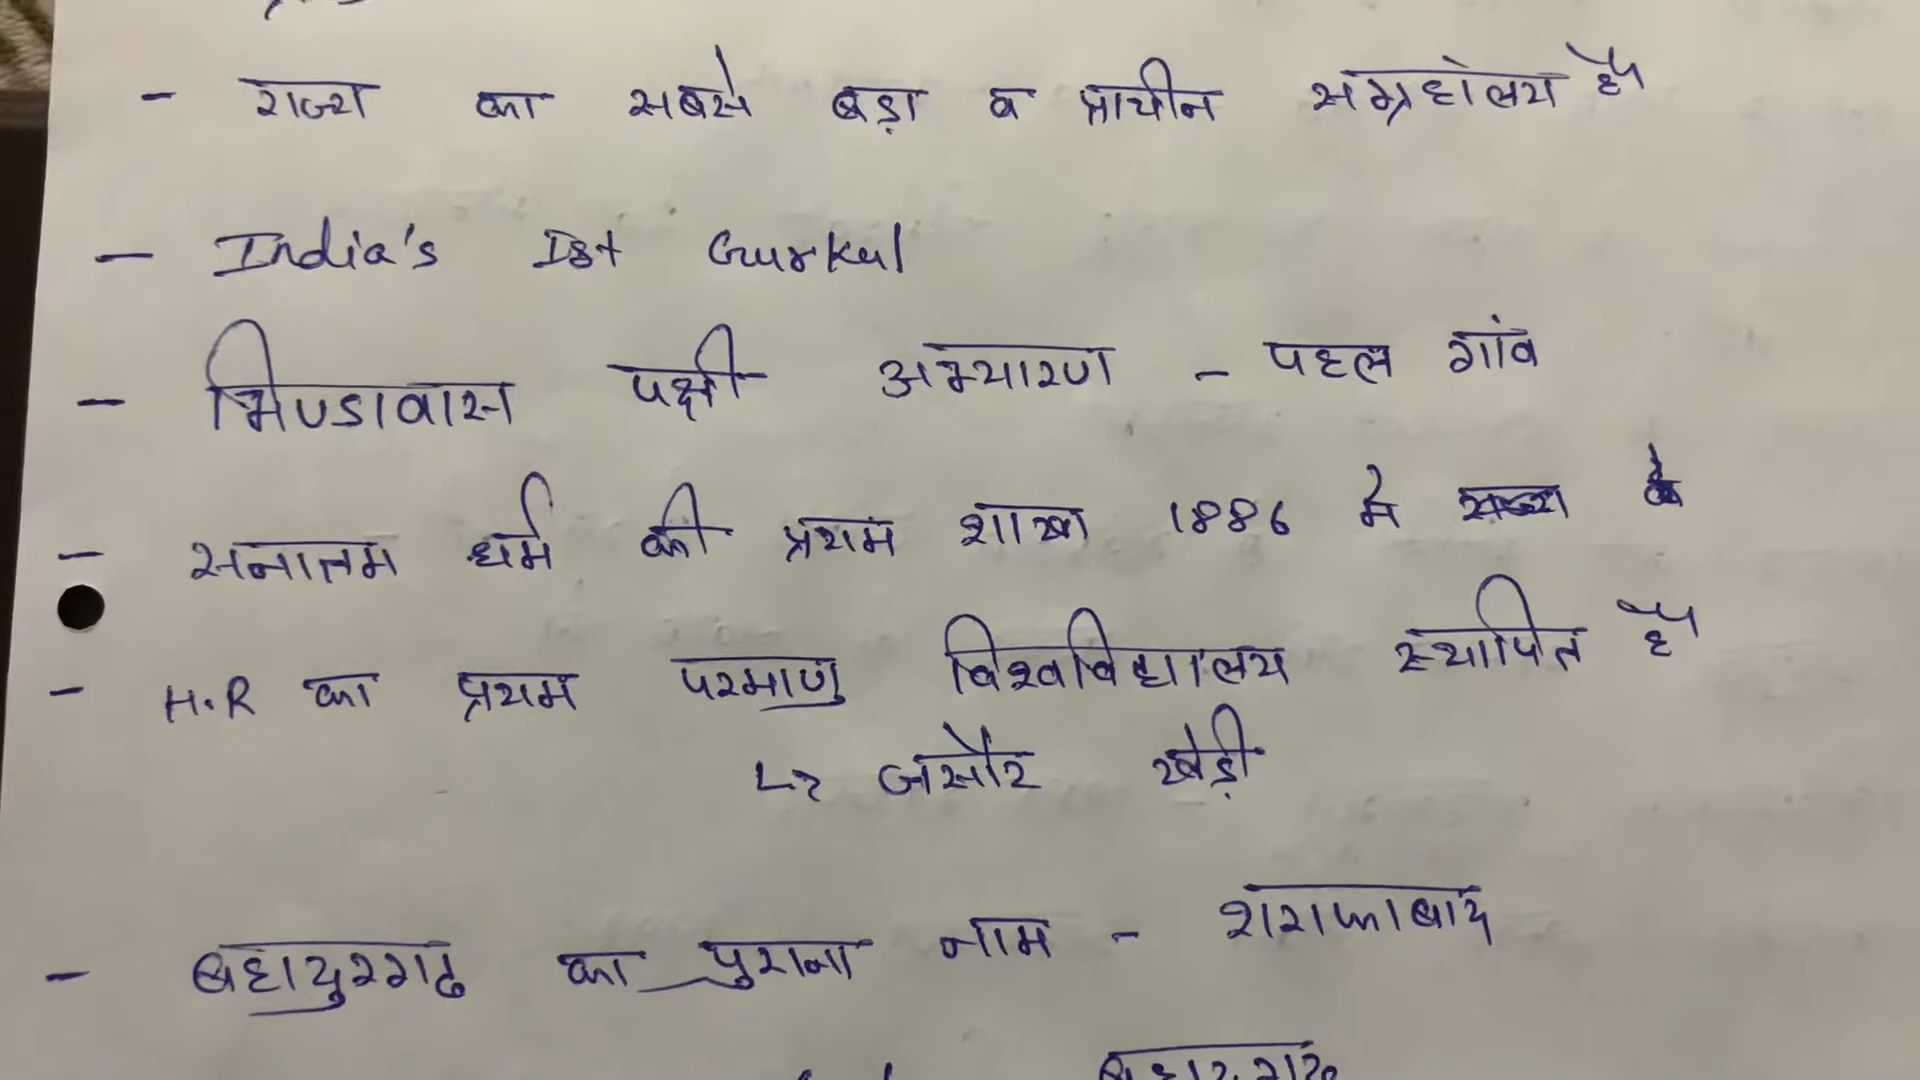 - राज्य का सबसे बड़ा व प्राचीन संग्रहालय है
- India's Ist Gurkul
- भिण्डावास पक्षी अभ्यारण - पहल गांव
- सनातम धर्म की प्रथम शाखा 1886 मे
- H.R का प्रथम परमाणु विश्वविद्यालय स्थापित है
↳ जसौर खेड़ी
- बहादुरगढ़ का पुराना नाम - शराफाबाद